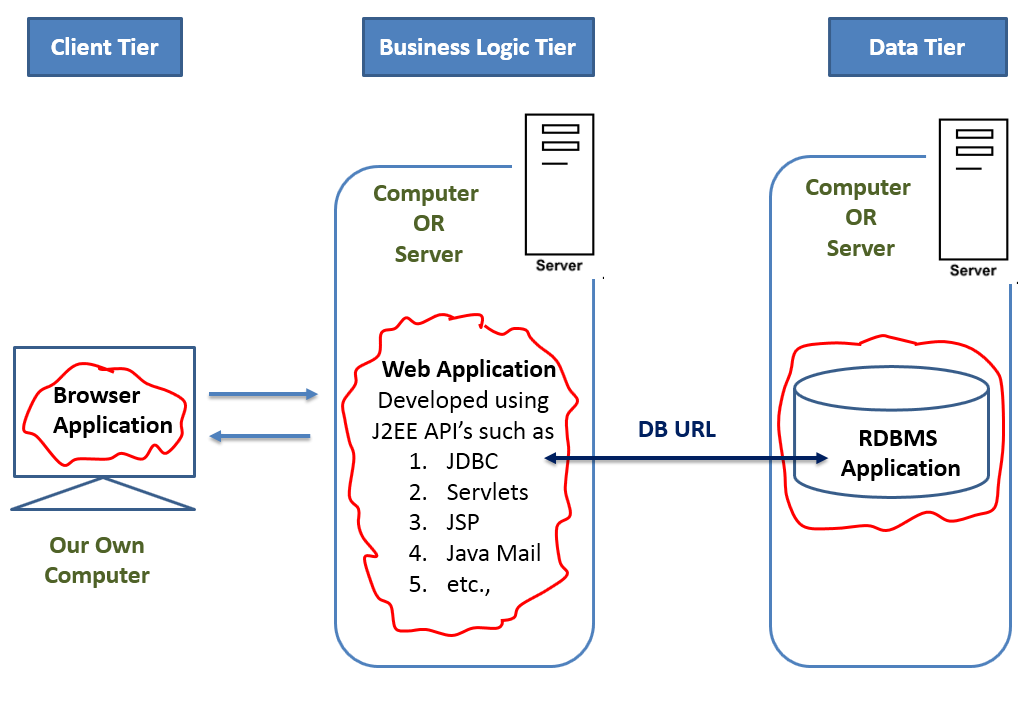 Client Tier
Business Logic Tier
Data Tier
Computer
OR
Server
Server
Computer
OR
Server
Server
Browser
Application
Our Own
Computer
Web Application
Developed using
J2EE API's such as
1. JDBC
2. Servlets
3. JSP
4. Java Mail
5. etc.,
DB URL
RDBMS
Application